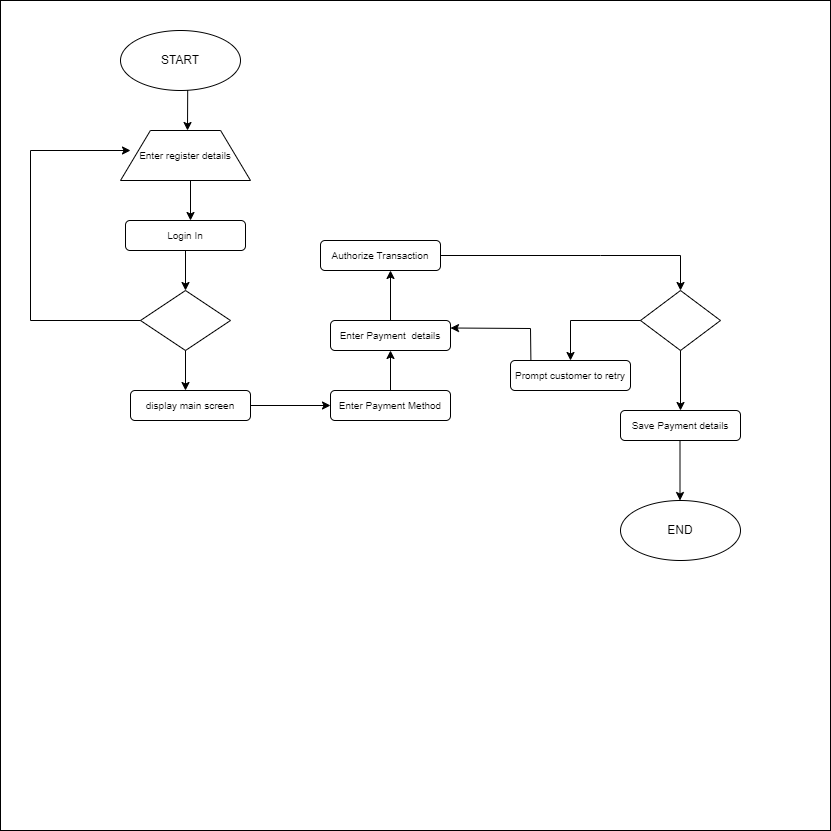 START
Enter register details
Login In
display main screen
Enter Payment Method
Enter Payment  details
Authorize Transaction
Prompt customer to retry
Save Payment details
END